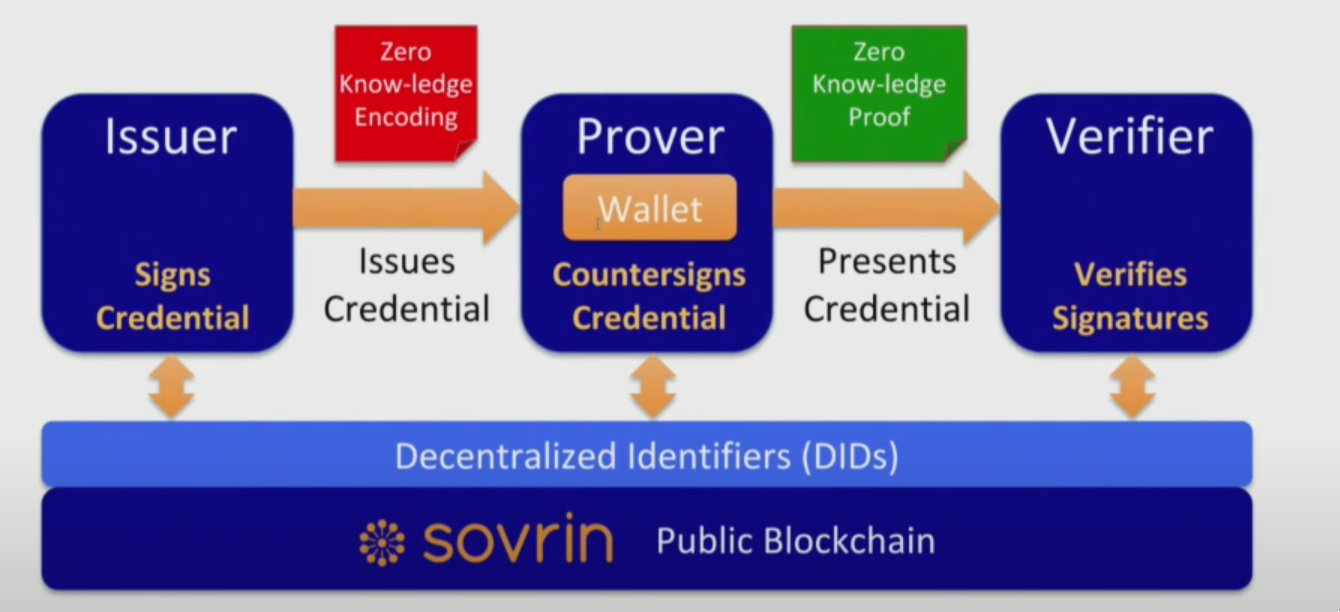 Zero
Know-ledge
Encoding
Zero
Know-ledge
Proof
Issuer
Signs
Credential
Issues
Credential
Prover
Wallet
Countersigns
Credential
Presents
Credential
Verifier
Verifies
Signatures
Decentralized Identifiers (DIDs)
sovrin Public Blockchain